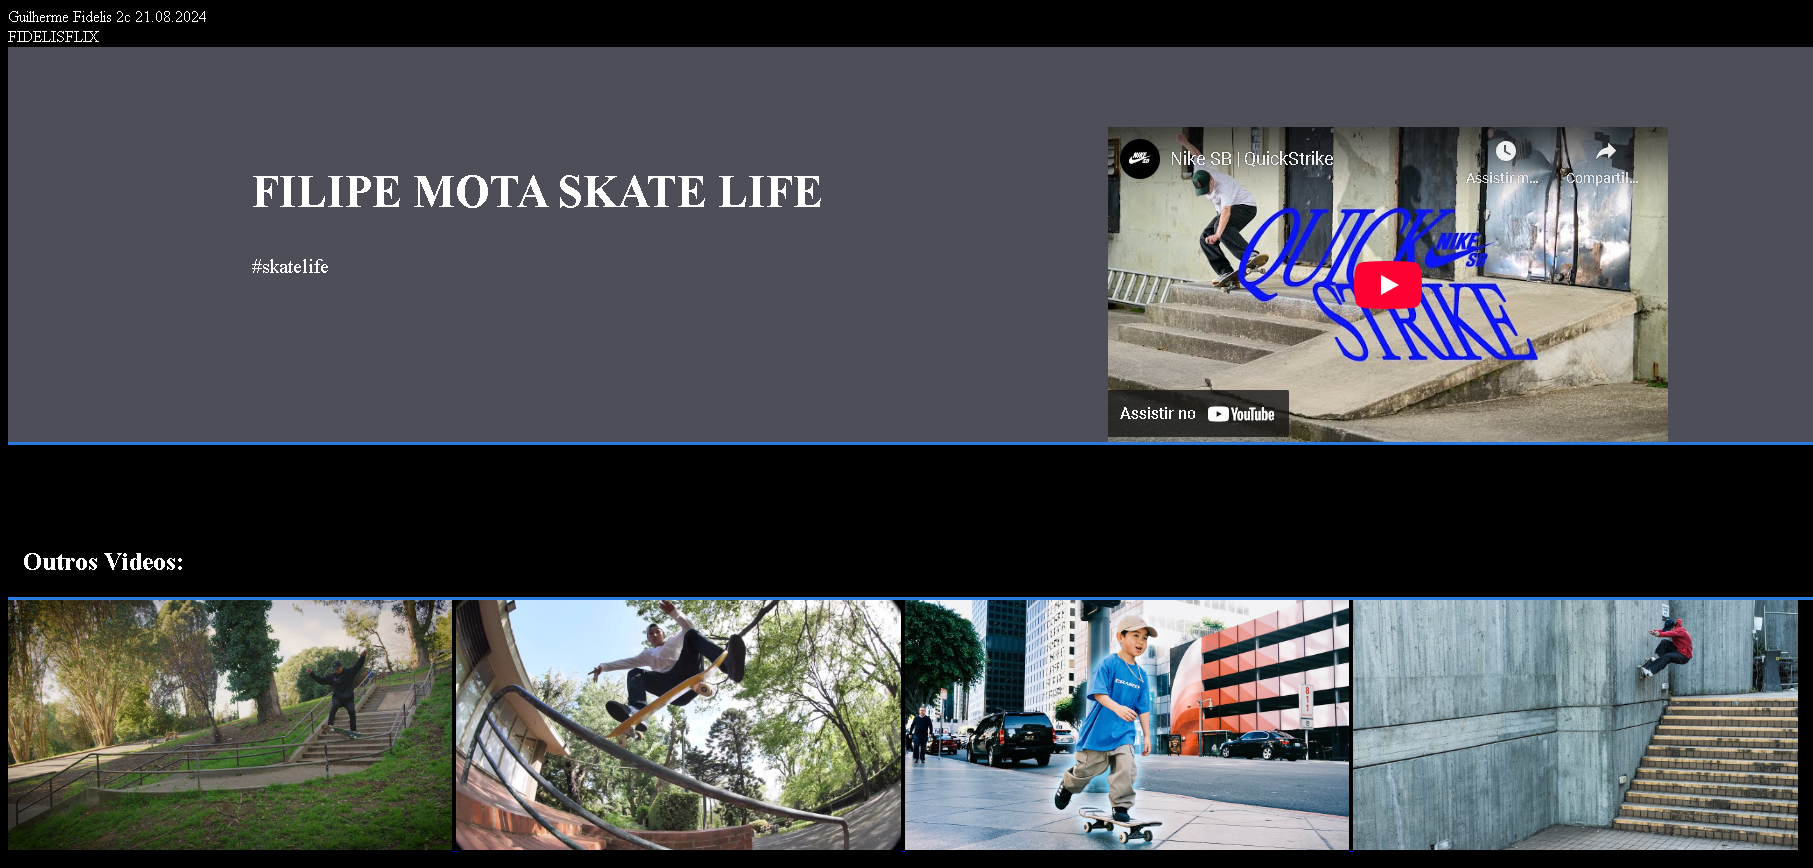 Guilherme Fidelis 2c 21.08.2024
FIDELISFLIX
FILIPE MOTA SKATE LIFE
#skatelife
Nike SB | QuickStrike
Assistir m...
Compartil...
QUICK
NIKE
SB
STRIKE
Assistir no YouTube
Outros Videos: